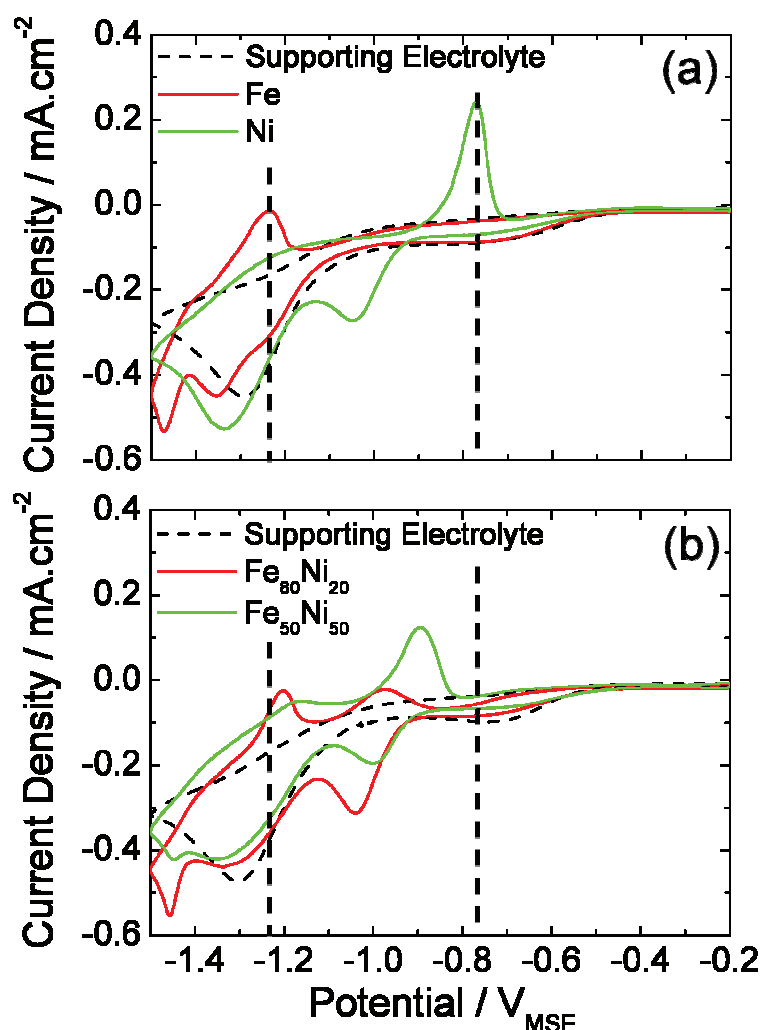 0.4
0.2
0.0
-0.2
-0.4
-0.6
Current Density / mA.cm-2
Supporting Electrolyte
Fe
Ni
(a)
0.4
0.2
0.0
-0.2
-0.4
-0.6
Current Density / mA.cm-2
Supporting Electrolyte
Fe80Ni20
Fe50Ni50
(b)
-1.4 -1.2 -1.0 -0.8 -0.6 -0.4 -0.2
Potential / VMSE